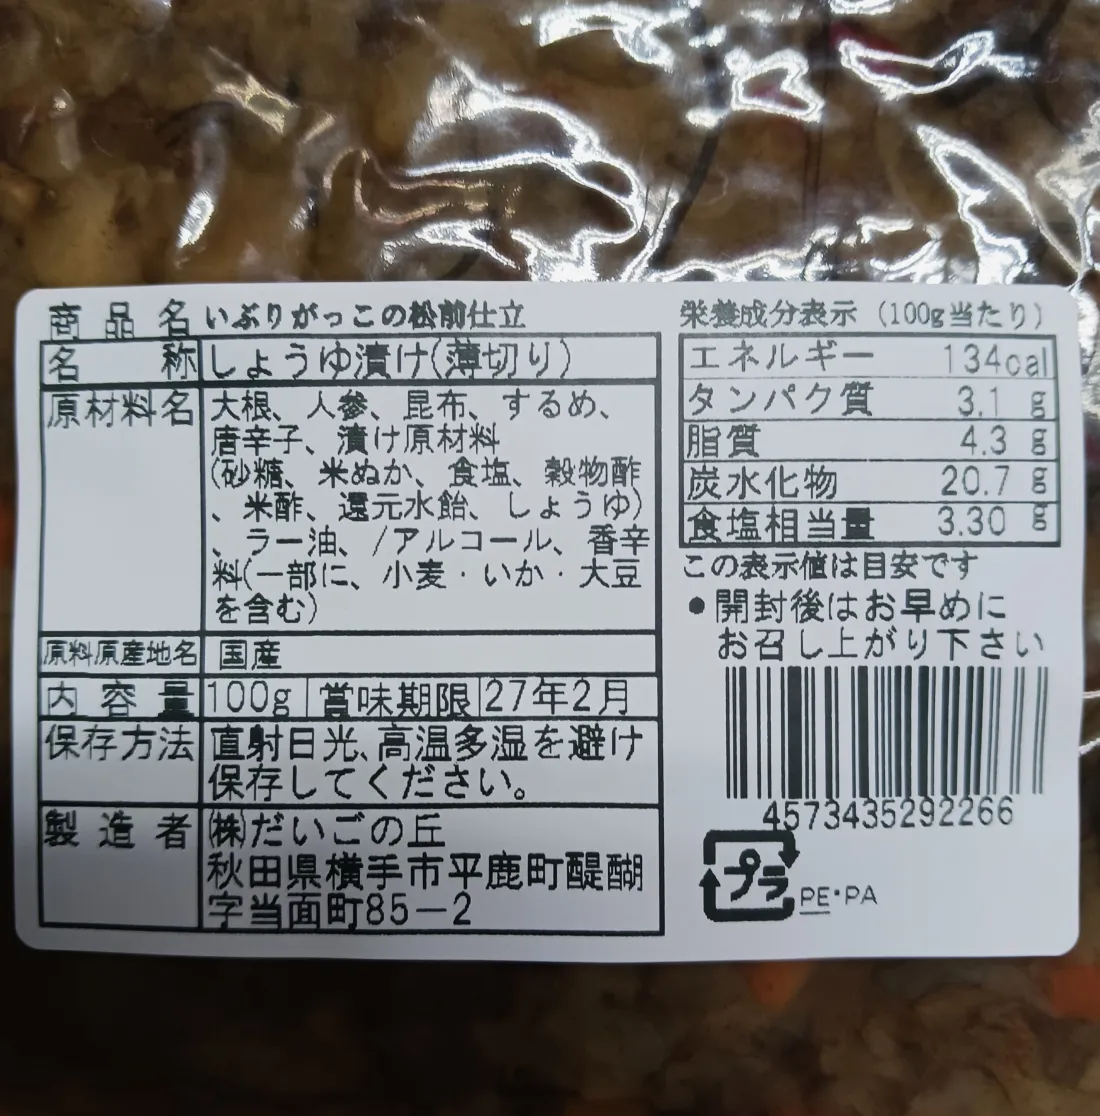 商品名 いぶりがっこの松前仕立
名称 しょうゆ漬け(薄切り)
原材料名 大根、人参、昆布、するめ、
唐辛子、漬け原材料
(砂糖、米ぬか、食塩、穀物酢
、米酢、還元水飴、しょうゆ)
、ラー油、/アルコール、香辛
料(一部に、小麦・いか・大豆
を含む)
原料原産地名 国産
内容量 100g 賞味期限 27年2月
保存方法 直射日光、高温多湿を避け
保存してください。
製造者 ㈱だいごの丘
秋田県横手市平鹿町醍醐
字当面町85-2
栄養成分表示(100g当たり)
エネルギー 134cal
タンパク質 3.1 g
脂質 4.3 g
炭水化物 20.7 g
食塩相当量 3.30 g
この表示値は目安です
●開封後はお早めに
お召し上がり下さい
4573435292266
プラ
PE・PA